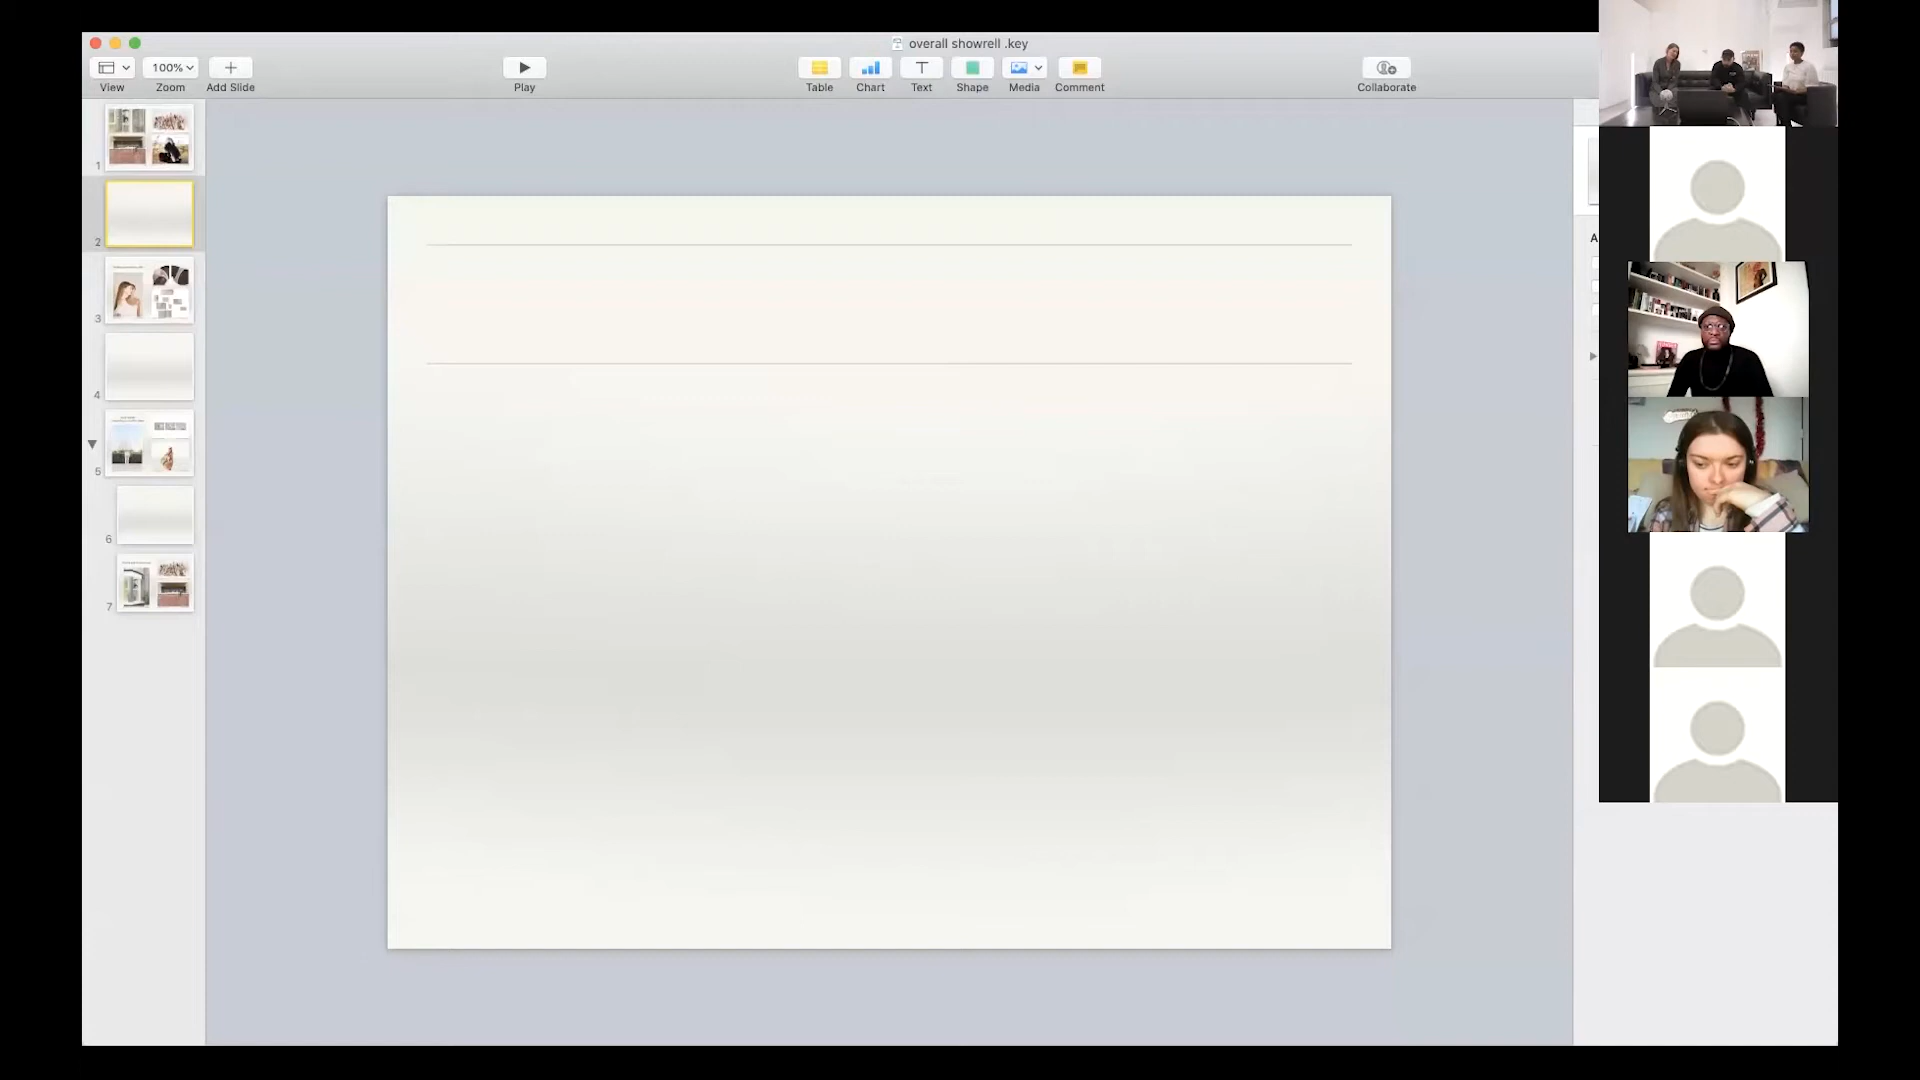 overall showrell .key
100%
View
Zoom
Add Slide
Play
Table
Chart
Text
Shape
Media
Comment
Collaborate
1
2
3
4
5
6
7
A